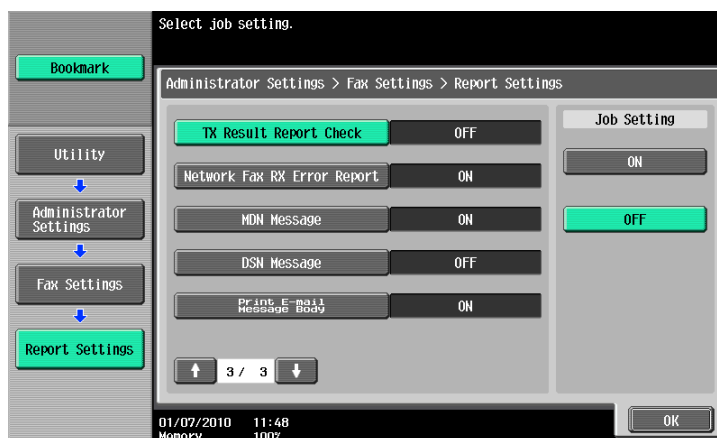 Select job setting.
Bookmark
Administrator Settings > Fax Settings > Report Settings
Utility
Administrator
Settings
Fax Settings
Report Settings
TX Result Report Check OFF
Network Fax RX Error Report ON
MDN Message ON
DSN Message OFF
Print E-mail
Message Body ON
3/ 3
Job Setting
ON
OFF
01/07/2010 11:48
Memory 100%
OK